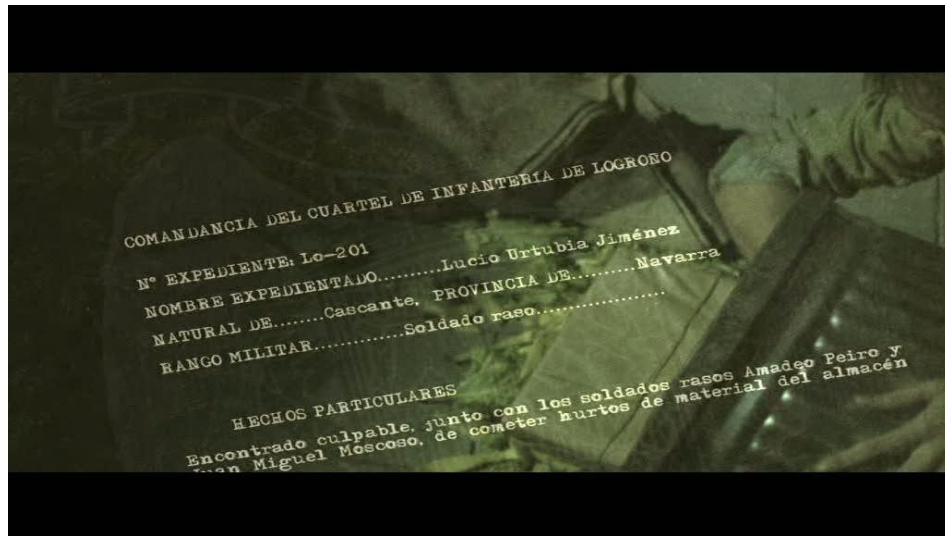 COMANDANCIA DEL CUARTEL DE INFANTERÍA DE LOGROÑO
Nº EXPEDIENTE: Lo-201
NOMBRE EXPEDIENTADO.........Lucio Urtubia Jiménez
NATURAL DE.......Cascante, PROVINCIA DE.........Navarra
RANGO MILITAR.............Soldado raso...................
HECHOS PARTICULARES
Encontrado culpable, junto con los soldados rasos Amadeo Peiro y
Juan Miguel Moscoso, de cometer hurtos de material del almacén